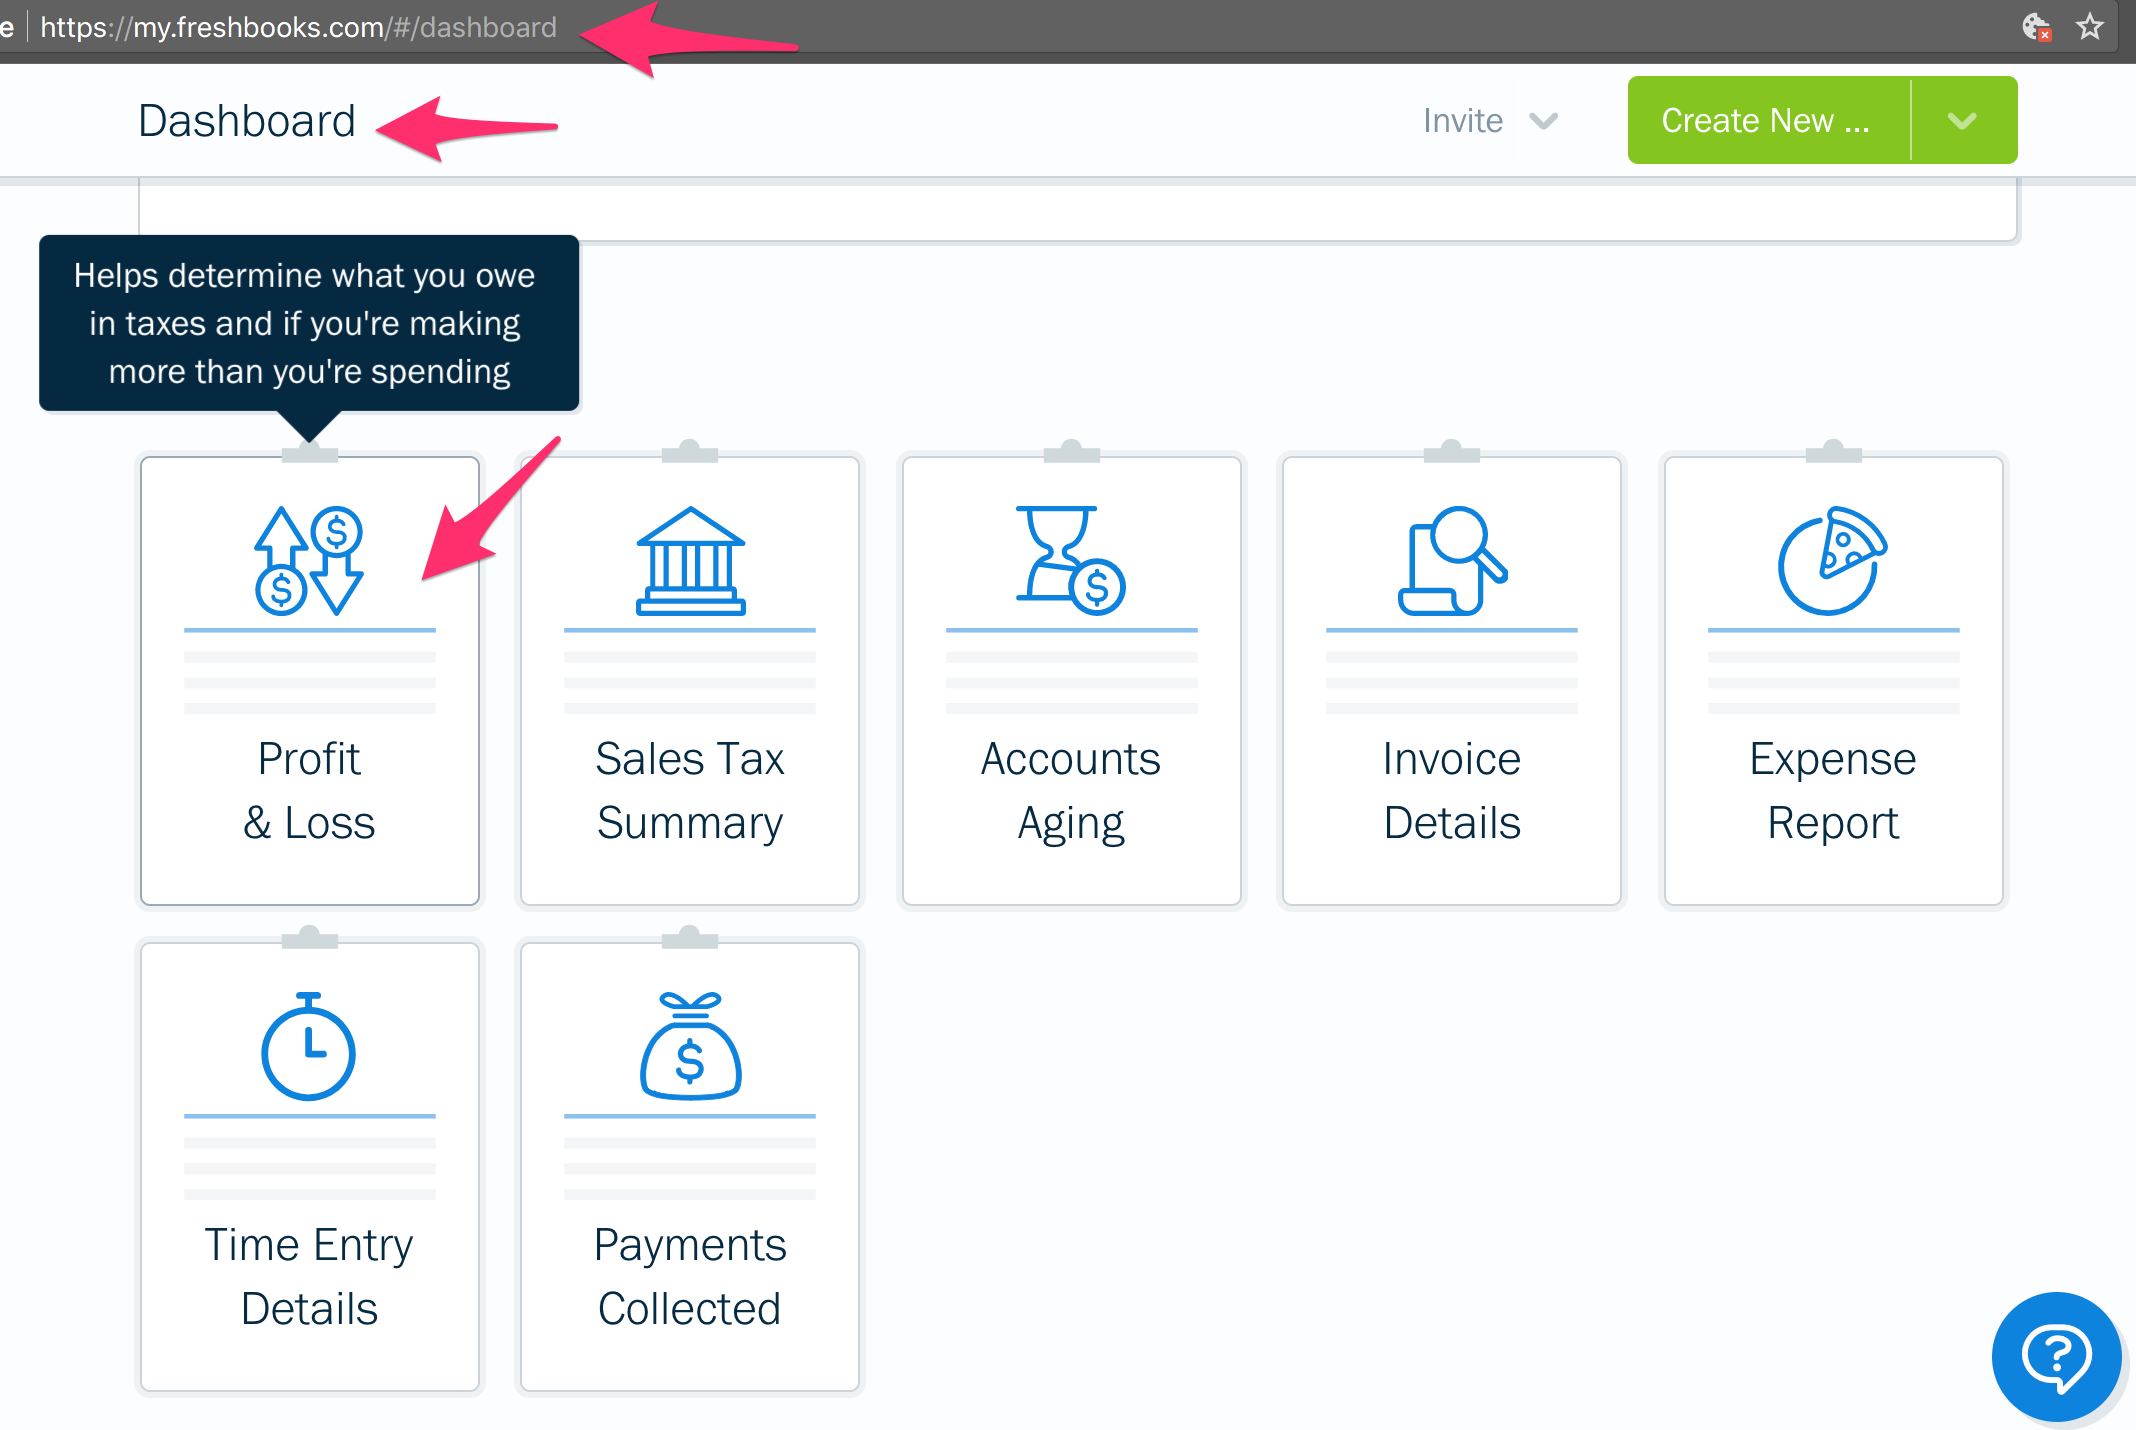 e https://my.freshbooks.com/#/dashboard
Dashboard
Invite
Create New ...
Helps determine what you owe
in taxes and if you're making
more than you're spending
$
$
$
Profit
& Loss
Sales Tax
Summary
Accounts
Aging
Invoice
Details
Expense
Report
$
Time Entry
Details
Payments
Collected
?